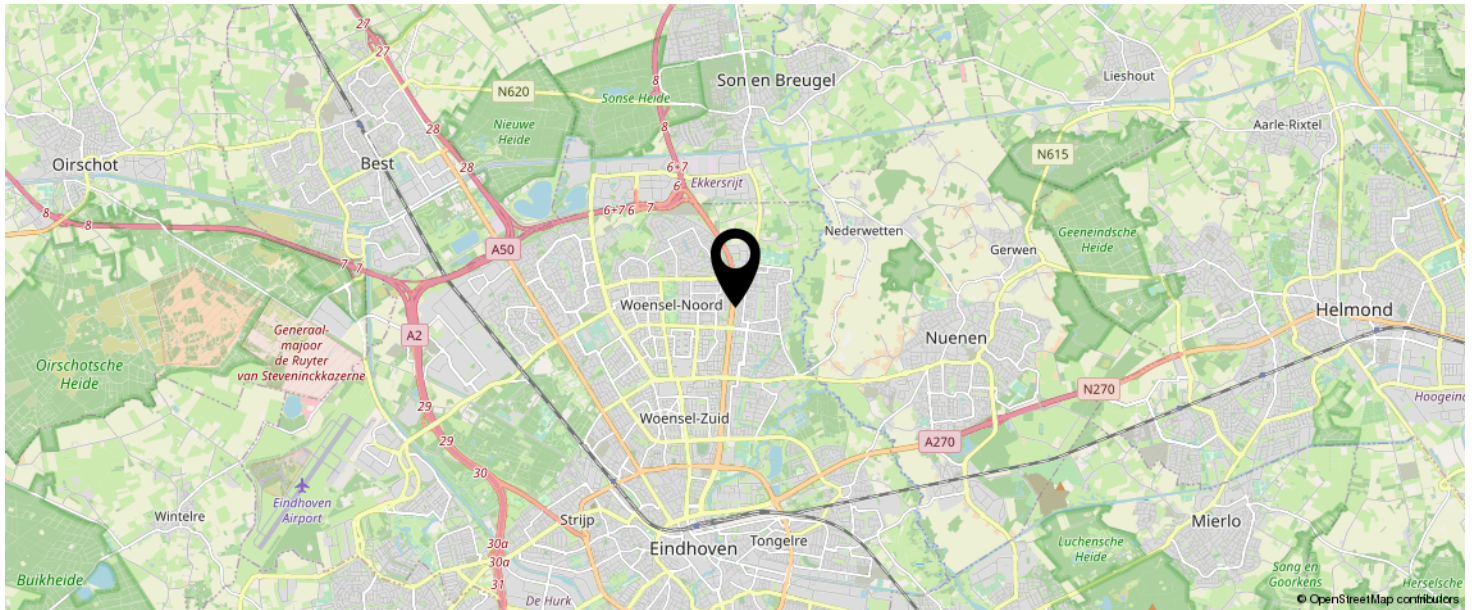 27
27
8
Son en Breugel
Lieshout
N620
Sonse Heide
8
Nieuwe
Heide
28
8
Aarle-Rixtel
Oirschot
Best
28
6+7
N615
6
Ekkersrijt
8
8
6+7 6
7
Nederwetten
Geeneindsche
Heide
A50
Gerwen
7
7
Woensel-Noord
Helmond
Generaal-
majoor
de Ruyter
van Steveninckkazerne
A2
Nuenen
Oirschotsche
Heide
N270
29
Hoogeind
Woensel-Zuid
29
A270
30
Eindhoven
Airport
Wintelre
Strijp
Mierlo
30a
Eindhoven
Tongelre
Luchensche
Heide
30a
Buikheide
31
Sang en
Goorkens
Herselsche
De Hurk
© OpenStreetMap contributors